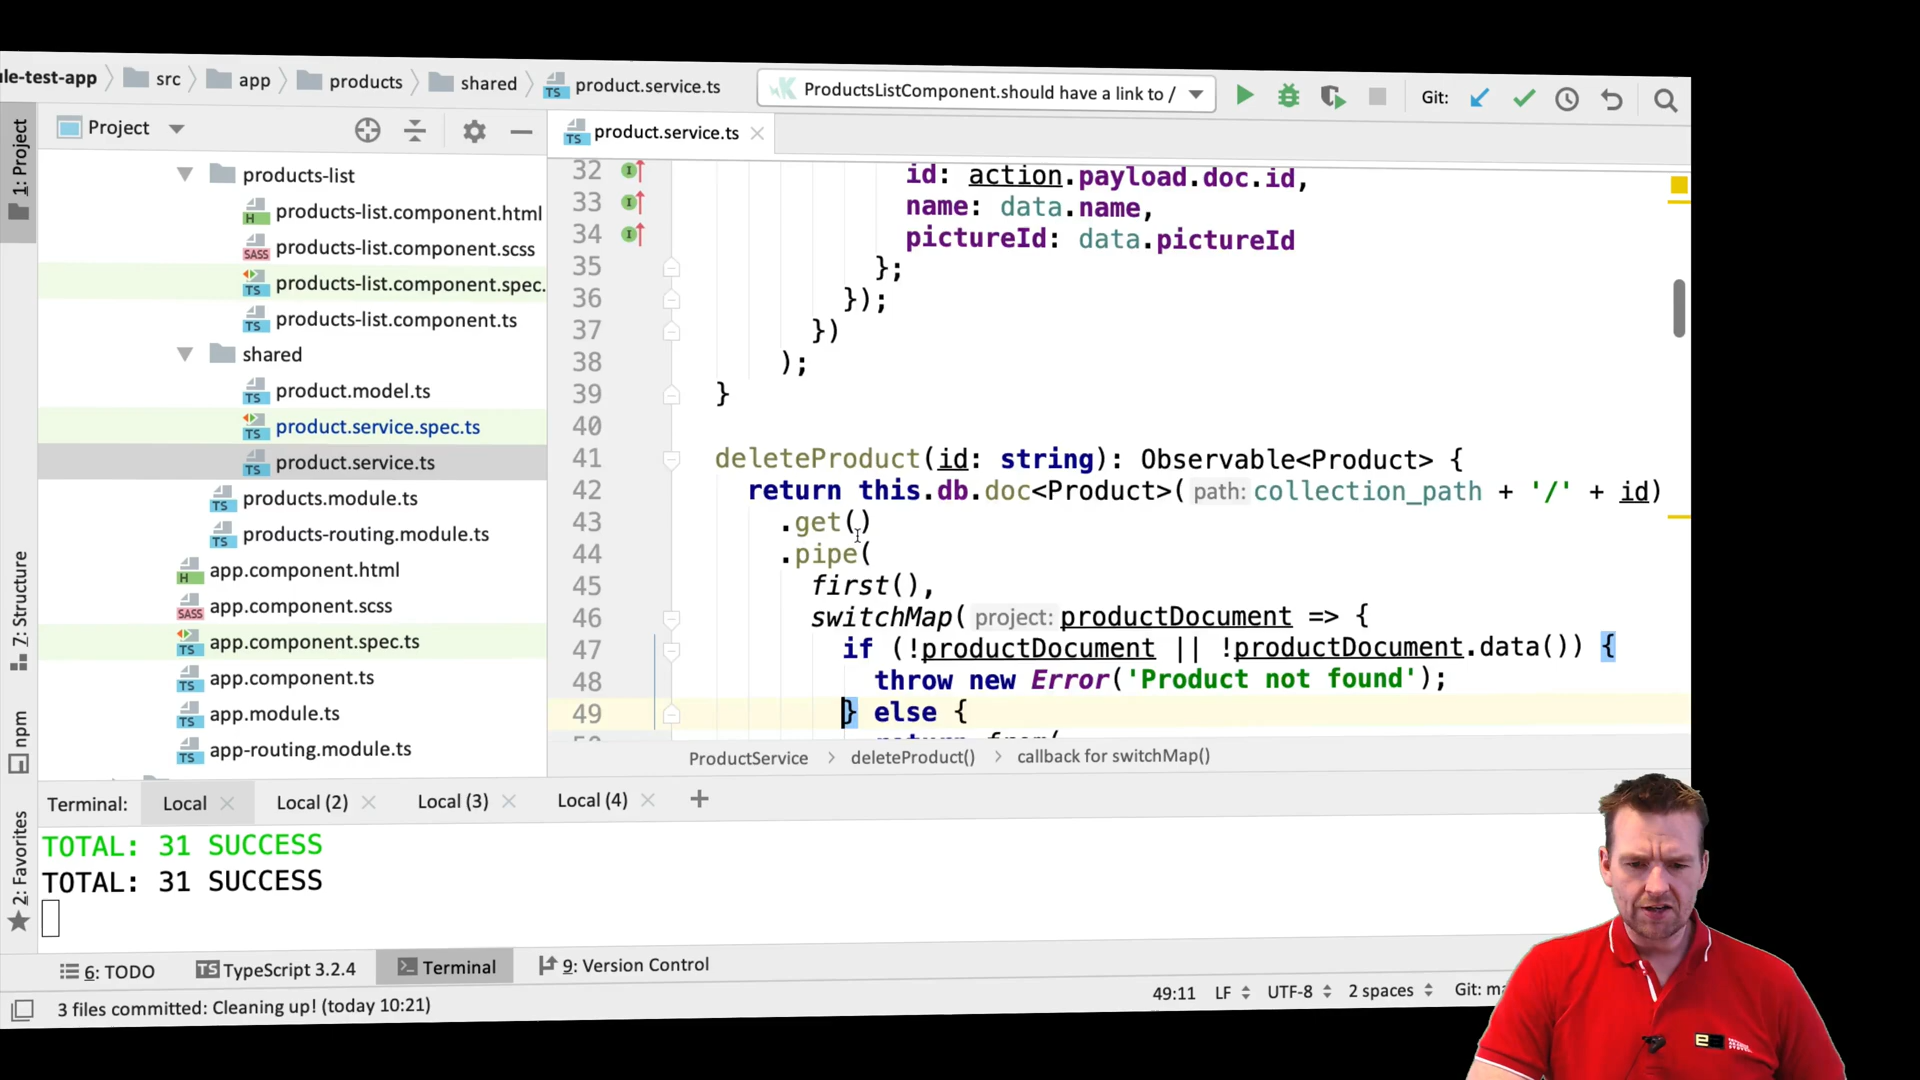 le-test-app src app products shared product.service.ts
ProductsListComponent.should have a link to /
Git:
1: Project
Project
product.service.ts
products-list
products-list.component.html
products-list.component.scss
products-list.component.spec.
products-list.component.ts
shared
product.model.ts
product.service.spec.ts
product.service.ts
products.module.ts
products-routing.module.ts
app.component.html
app.component.scss
app.component.spec.ts
app.component.ts
app.module.ts
app-routing.module.ts
32 id: action.payload.doc.id,
33 name: data.name,
34 pictureId: data.pictureId
35 };
36 });
37 })
38 );
39 }
40
41 deleteProduct(id: string): Observable<Product> {
42 return this.db.doc<Product>( path: collection_path + '/' + id)
43 .get()
44 .pipe(
45 first(),
46 switchMap( project: productDocument => {
47 if (!productDocument || !productDocument.data()) {
48 throw new Error('Product not found');
49 } else {
ProductService deleteProduct() callback for switchMap()
7: Structure
npm
2: Favorites
Terminal: Local Local (2) Local (3) Local (4)
TOTAL: 31 SUCCESS
TOTAL: 31 SUCCESS
6: TODO TypeScript 3.2.4 Terminal 9: Version Control
3 files committed: Cleaning up! (today 10:21)
49:11 LF UTF-8 2 spaces Git: ma